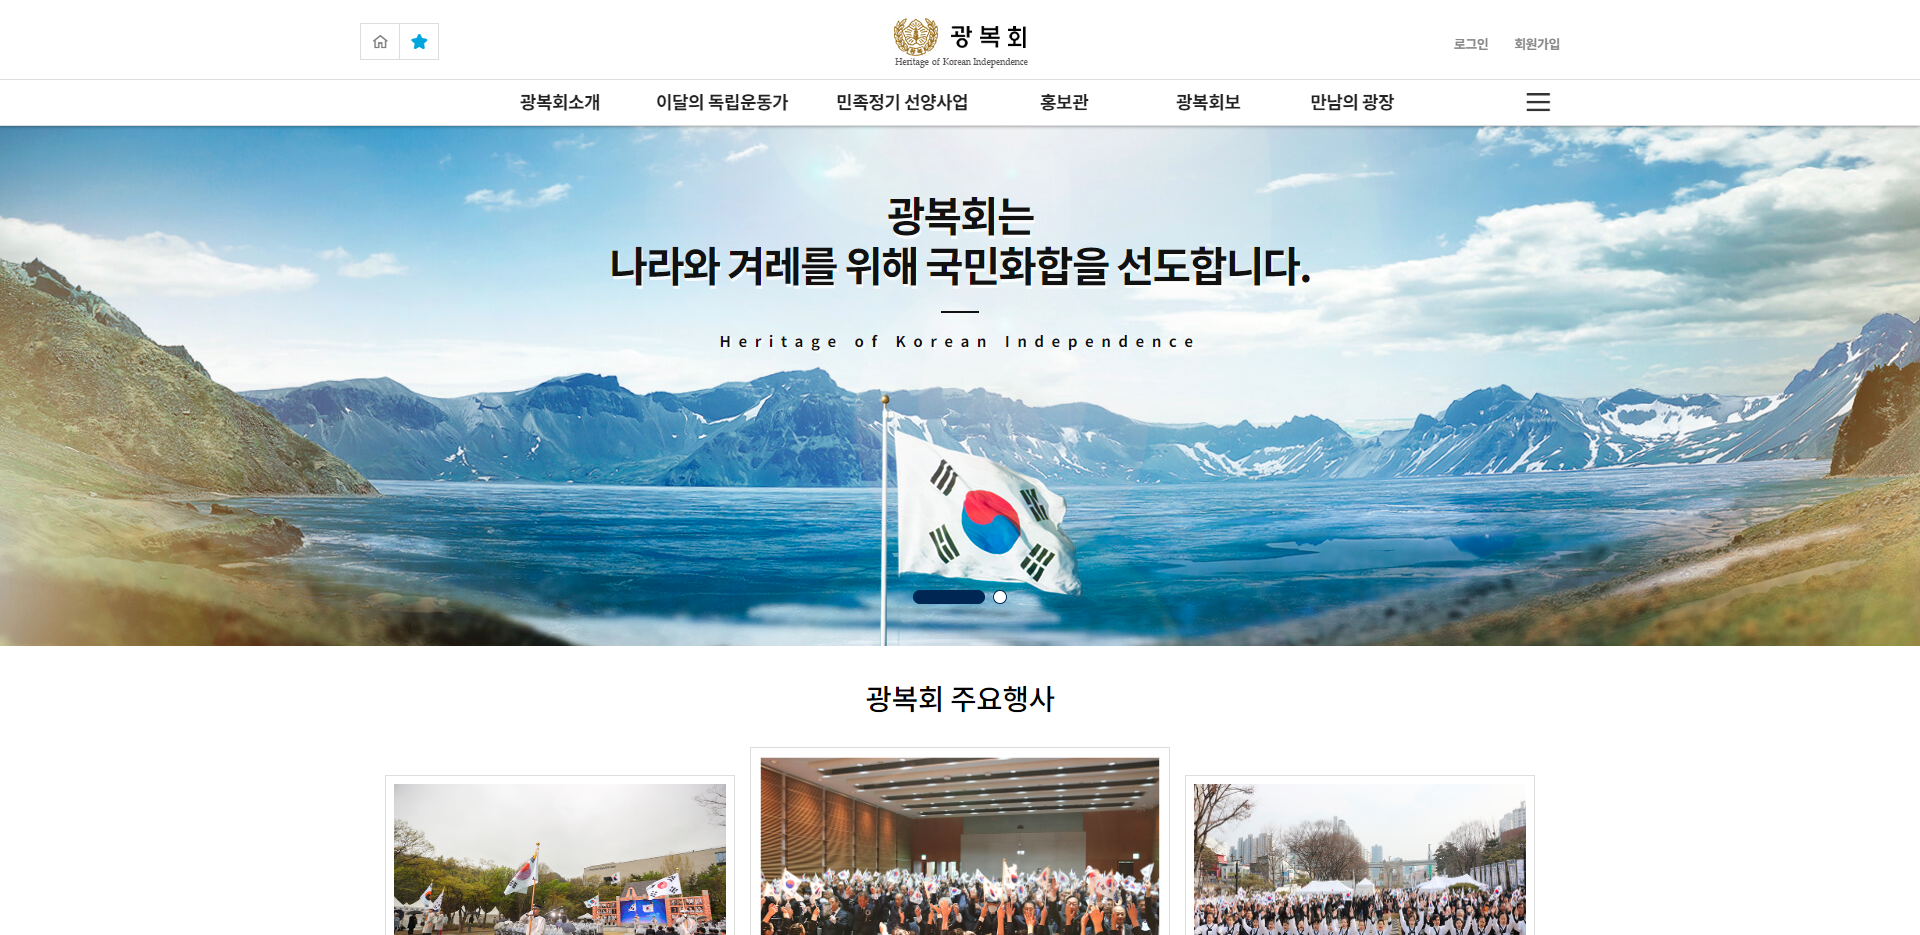 광복회
Heritage of Korean Independence
로그인 회원가입
광복회소개 이달의 독립운동가 민족정기 선양사업 홍보관 광복회보 만남의 광장
광복회는
나라와 겨레를 위해 국민화합을 선도합니다.
Heritage of Korean Independence
광복회 주요행사